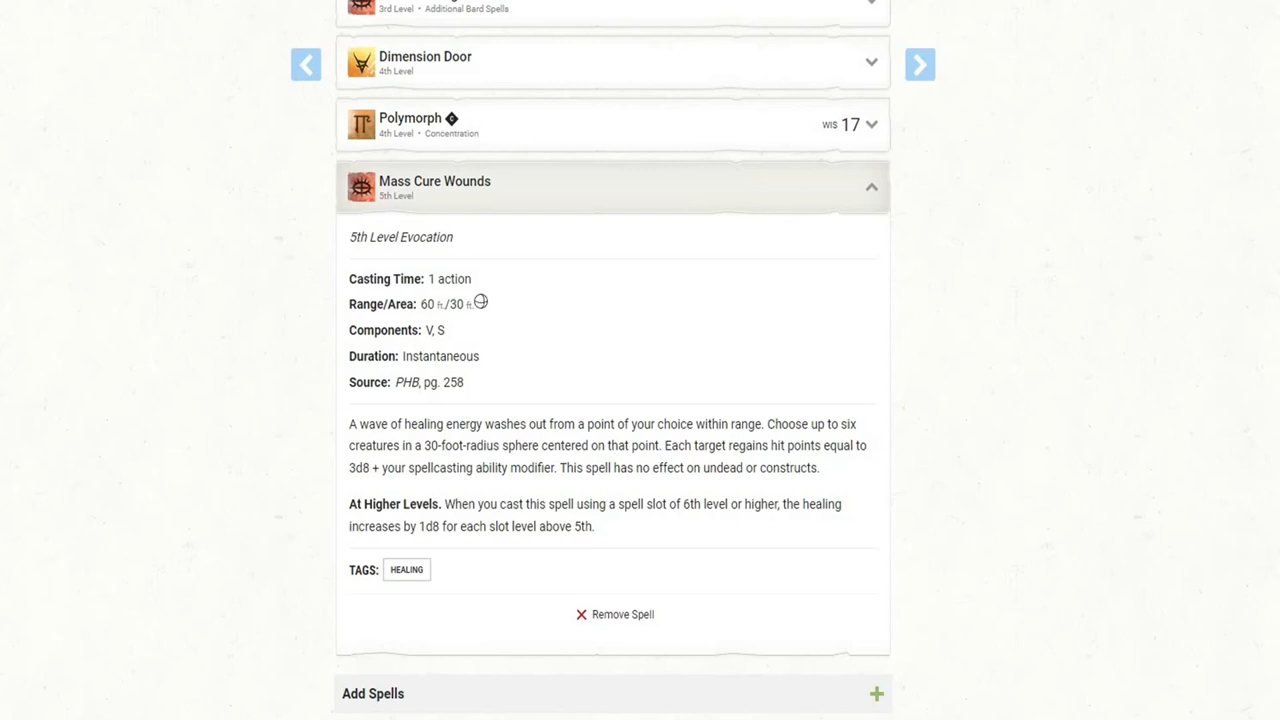 3rd Level • Additional Bard Spells
Dimension Door
4th Level
Polymorph
4th Level • Concentration
WIS 17
Mass Cure Wounds
5th Level
5th Level Evocation
Casting Time: 1 action
Range/Area: 60 ft./30 ft.
Components: V, S
Duration: Instantaneous
Source: PHB, pg. 258
A wave of healing energy washes out from a point of your choice within range. Choose up to six
creatures in a 30-foot-radius sphere centered on that point. Each target regains hit points equal to
3d8 + your spellcasting ability modifier. This spell has no effect on undead or constructs.
At Higher Levels. When you cast this spell using a spell slot of 6th level or higher, the healing
increases by 1d8 for each slot level above 5th.
TAGS: HEALING
Remove Spell
Add Spells